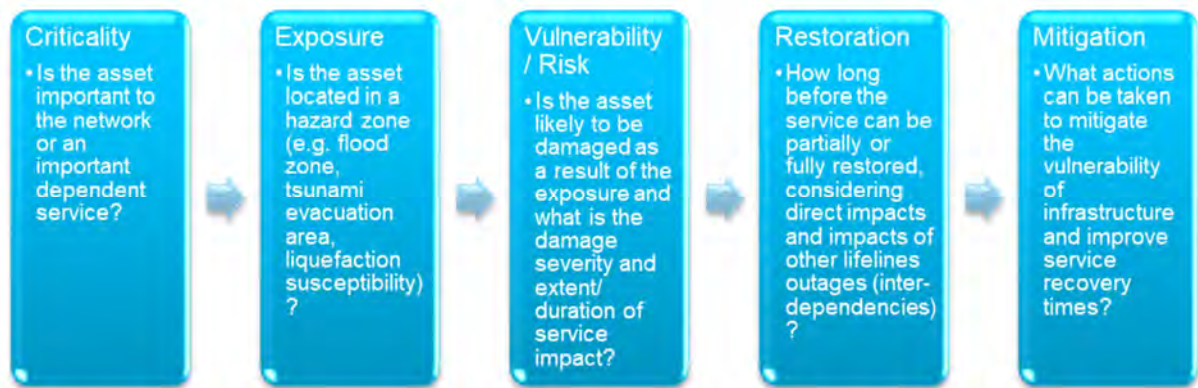 Criticality
• Is the asset
important to
the network
or an
important
dependent
service?
Exposure
• Is the asset
located in a
hazard zone
(e.g. flood
zone,
tsunami
evacuation
area,
liquefaction
susceptibility)
?
Vulnerability
/ Risk
• Is the asset
likely to be
damaged as
a result of the
exposure and
what is the
damage
severity and
extent/
duration of
service
impact?
Restoration
• How long
before the
service can be
partially or
fully restored,
considering
direct impacts
and impacts of
other lifelines
outages (inter-
dependencies)
?
Mitigation
• What actions
can be taken
to mitigate
the
vulnerability
of
infrastructure
and improve
service
recovery
times?